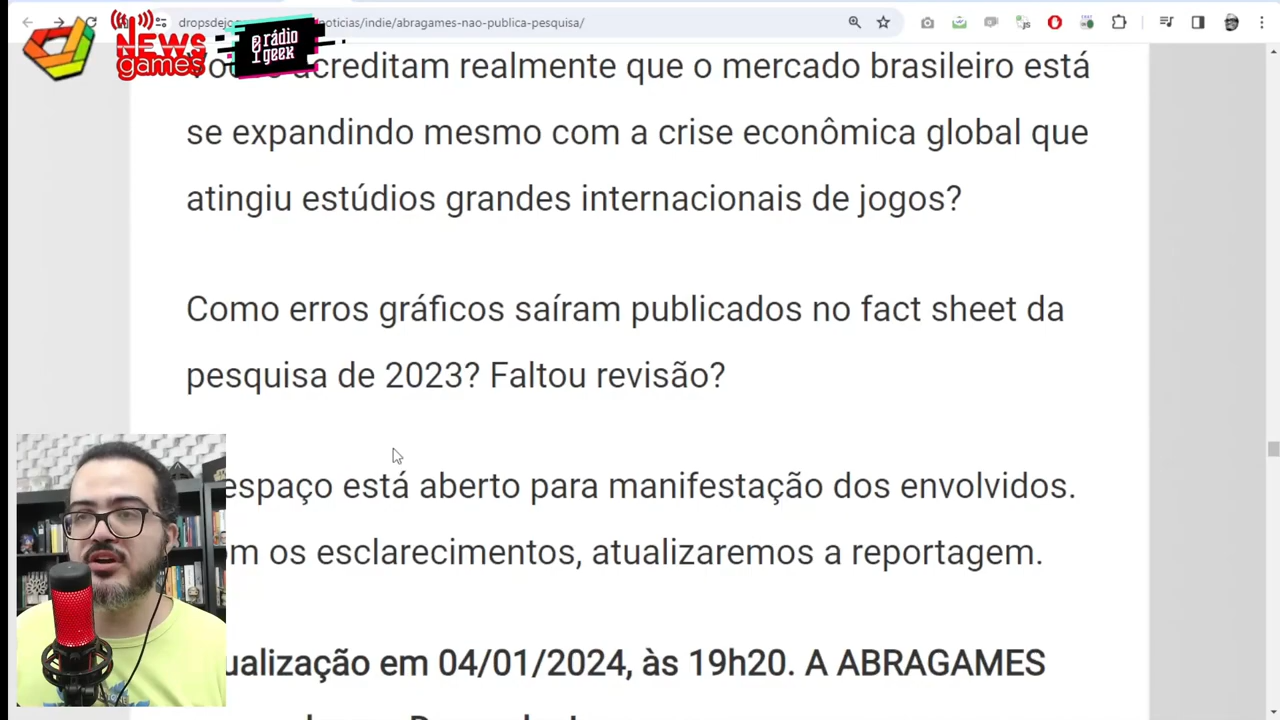 dropsdejo
noticias/indie/abragames-nao-publica-pesquisa/
NEWS
games
rádio
geek
acreditam realmente que o mercado brasileiro está
se expandindo mesmo com a crise econômica global que
atingiu estúdios grandes internacionais de jogos?
Como erros gráficos saíram publicados no fact sheet da
pesquisa de 2023? Faltou revisão?
espaço está aberto para manifestação dos envolvidos.
om os esclarecimentos, atualizaremos a reportagem.
ualização em 04/01/2024, às 19h20. A ABRAGAMES